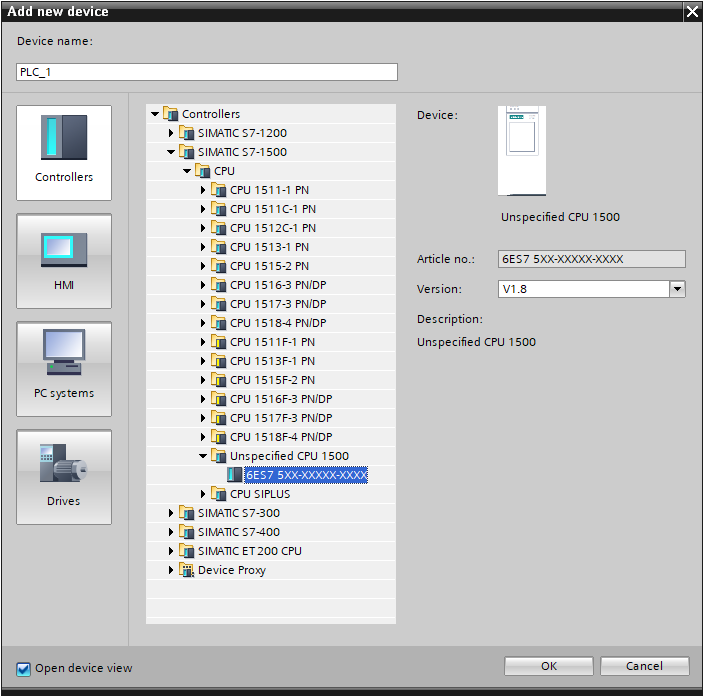 Add new device
Device name:
PLC_1
Controllers
HMI
PC systems
Drives
Controllers
SIMATIC S7-1200
SIMATIC S7-1500
CPU
CPU 1511-1 PN
CPU 1511C-1 PN
CPU 1512C-1 PN
CPU 1513-1 PN
CPU 1515-2 PN
CPU 1516-3 PN/DP
CPU 1517-3 PN/DP
CPU 1518-4 PN/DP
CPU 1511F-1 PN
CPU 1513F-1 PN
CPU 1515F-2 PN
CPU 1516F-3 PN/DP
CPU 1517F-3 PN/DP
CPU 1518F-4 PN/DP
Unspecified CPU 1500
6ES7 5XX-XXXXX-XXXX
CPU SIPLUS
SIMATIC S7-300
SIMATIC S7-400
SIMATIC ET 200 CPU
Device Proxy
Device:
Unspecified CPU 1500
Article no.:
6ES7 5XX-XXXXX-XXXX
Version:
V1.8
Description:
Unspecified CPU 1500
Open device view
OK
Cancel